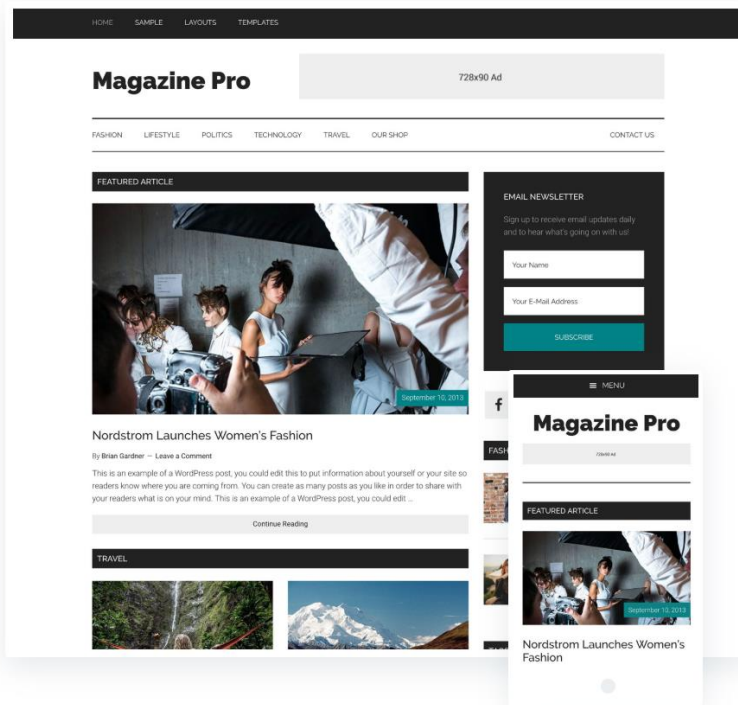 HOME SAMPLE LAYOUTS TEMPLATES
Magazine Pro
728x90 Ad
FASHION LIFESTYLE POLITICS TECHNOLOGY TRAVEL OUR SHOP CONTACT US
FEATURED ARTICLE
September 10, 2013
Nordstrom Launches Women's Fashion
By Brian Gardner — Leave a Comment
This is an example of a WordPress post, you could edit this to put information about yourself or your site so
readers know where you are coming from. You can create as many posts as you like in order to share with
your readers what is on your mind. This is an example of a WordPress post, you could edit ...
Continue Reading
TRAVEL
EMAIL NEWSLETTER
Sign up to receive email updates daily
and to hear what's going on with us!
Your Name
Your E-Mail Address
SUBSCRIBE
f
FASH
MENU
Magazine Pro
728x90 Ad
FEATURED ARTICLE
September 10, 2013
Nordstrom Launches Women's
Fashion